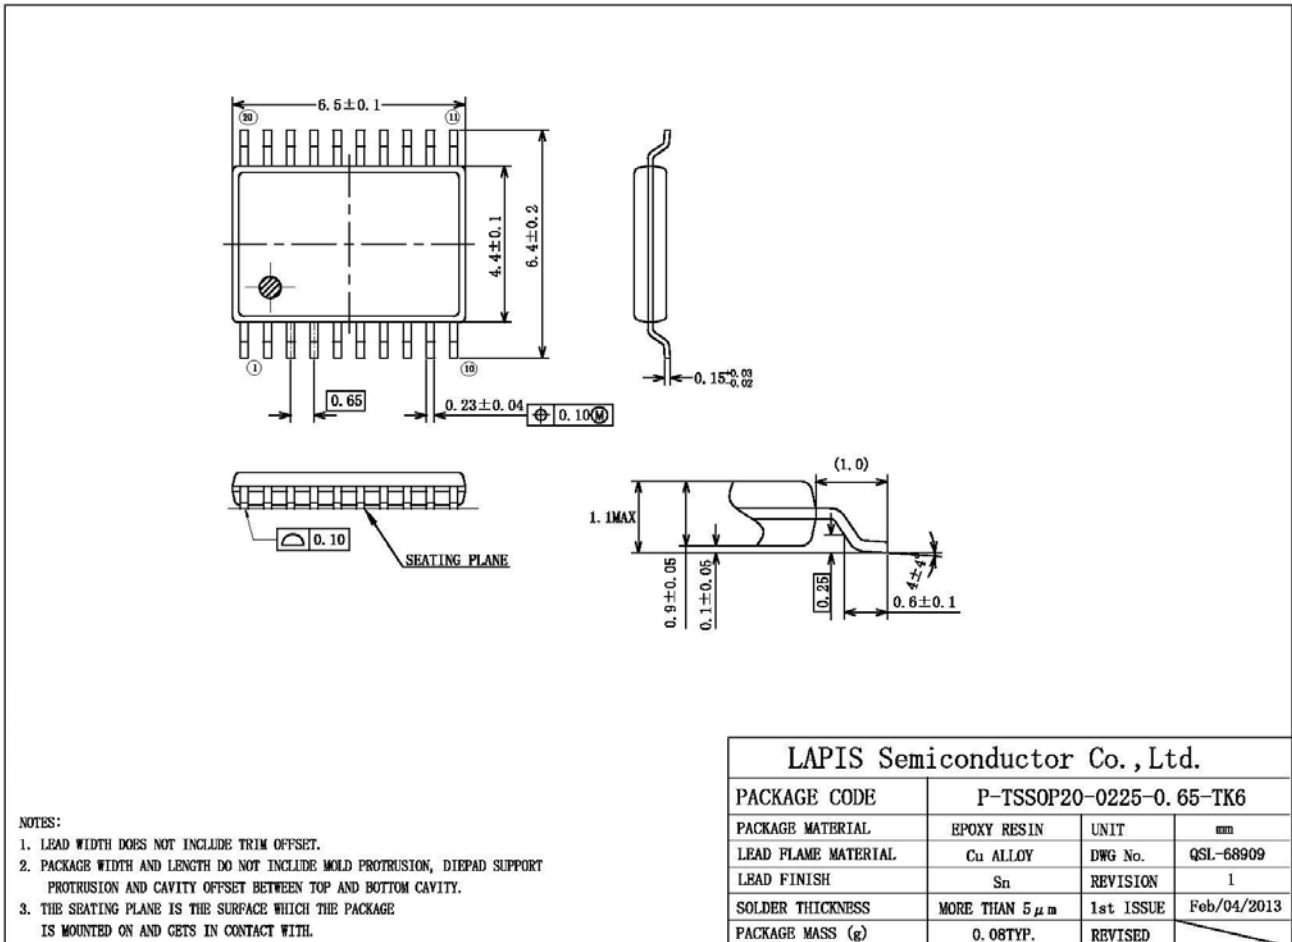 6.5±0.1
20
11
4.4±0.1
6.4±0.2
1
10
0.65
0.23±0.04
0.10Ⓜ
0.15+0.03
-0.02
0.10
SEATING PLANE
(1.0)
1.1MAX
0.9±0.05
0.1±0.05
0.25
4±4°
0.6±0.1
NOTES:
1. LEAD WIDTH DOES NOT INCLUDE TRIM OFFSET.
2. PACKAGE WIDTH AND LENGTH DO NOT INCLUDE MOLD PROTRUSION, DIEPAD SUPPORT
PROTRUSION AND CAVITY OFFSET BETWEEN TOP AND BOTTOM CAVITY.
3. THE SEATING PLANE IS THE SURFACE WHICH THE PACKAGE
IS MOUNTED ON AND GETS IN CONTACT WITH.
LAPIS Semiconductor Co.,Ltd.
PACKAGE CODE P-TSSOP20-0225-0.65-TK6
PACKAGE MATERIAL EPOXY RESIN UNIT mm
LEAD FLAME MATERIAL Cu ALLOY DWG No. QSL-68909
LEAD FINISH Sn REVISION 1
SOLDER THICKNESS MORE THAN 5μm 1st ISSUE Feb/04/2013
PACKAGE MASS (g) 0.08TYP. REVISED